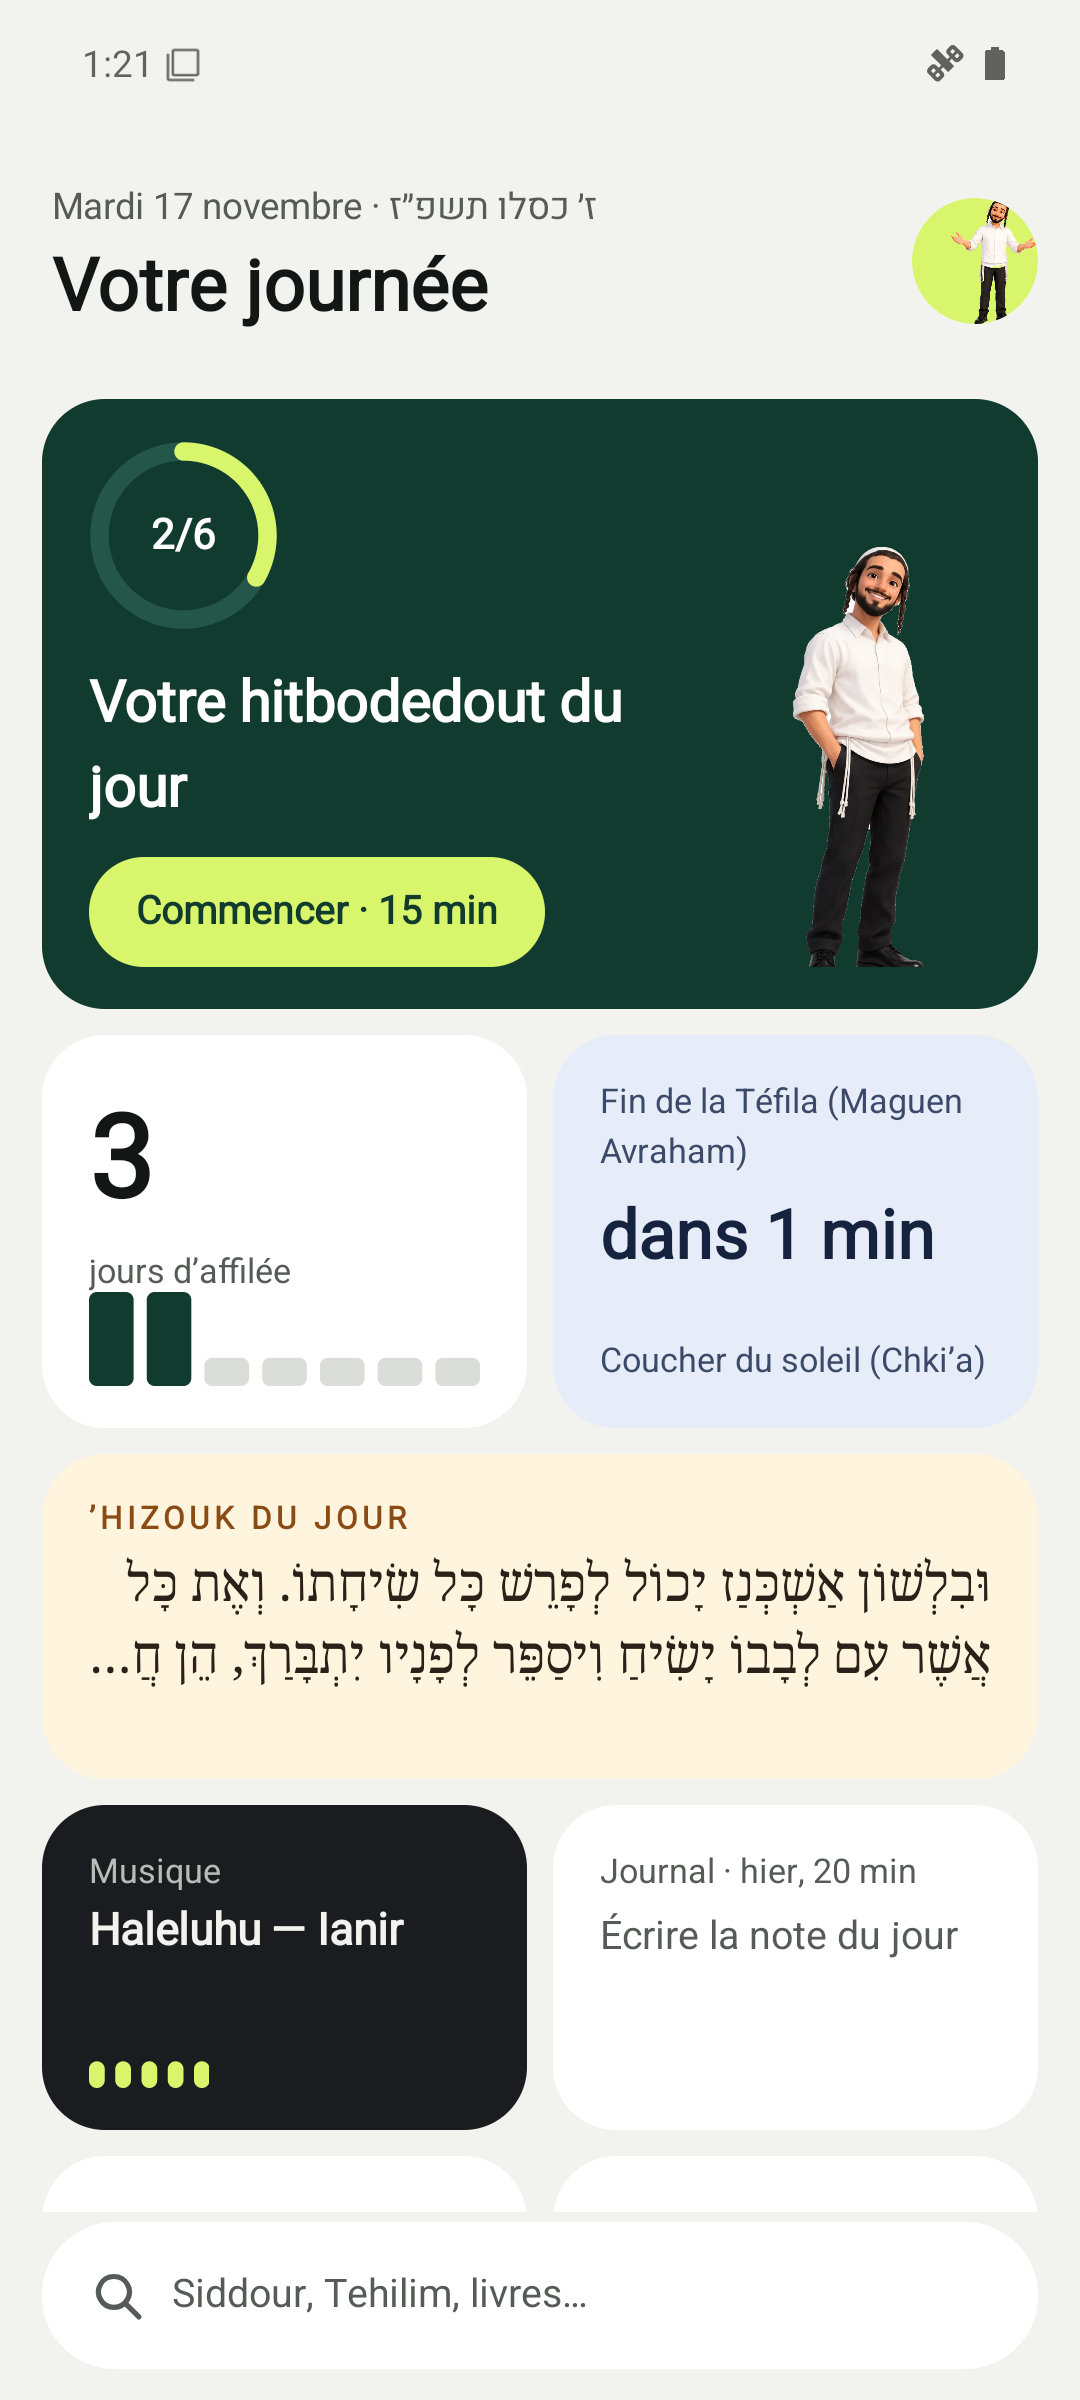 1:21
Mardi 17 novembre · ז׳ כסלו תשפ״ז
Votre journée
2/6
Votre hitbodedout du
jour
Commencer · 15 min
3
jours d’affilée
Fin de la Téfila (Maguen
Avraham)
dans 1 min
Coucher du soleil (Chki’a)
’HIZOUK DU JOUR
וּבִלְשׁוֹן אַשְׁכְּנַז יָכוֹל לְפָרֵשׁ כָּל שִׂיחָתוֹ. וְאֶת כָּל
אֲשֶׁר עִם לְבָבוֹ יָשִׂיחַ וִיסַפֵּר לְפָנָיו יִתְבָּרַךְ, הֵן חֲ...
Musique
Haleluhu — Ianir
Journal · hier, 20 min
Écrire la note du jour
Siddour, Tehilim, livres…